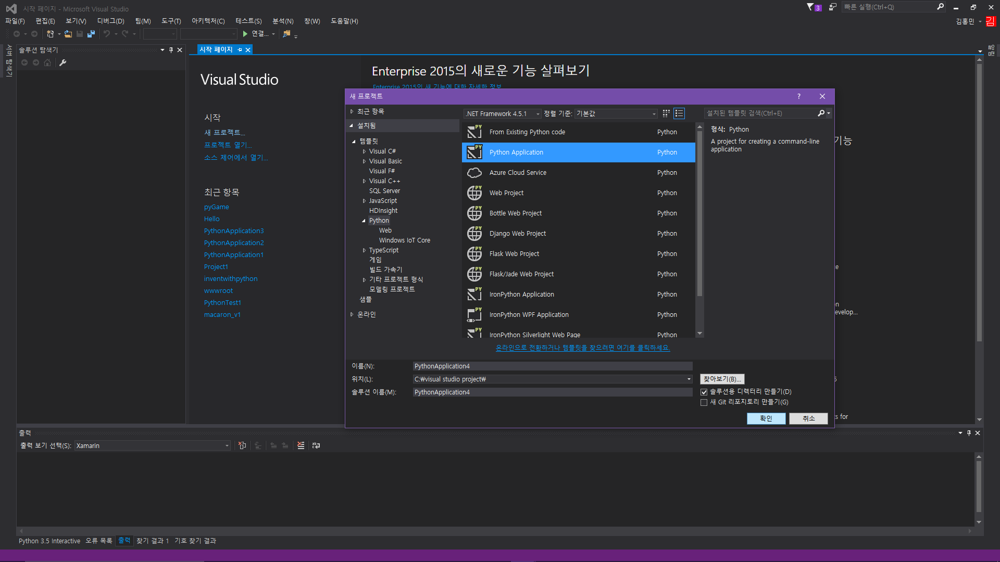 시작 페이지 - Microsoft Visual Studio
3
빠른 실행(Ctrl+Q)
파일(F) 편집(E) 보기(V) 디버그(D) 팀(M) 도구(T) 아키텍처(C) 테스트(S) 분석(N) 창(W) 도움말(H)
김홍민
김
연결...
서버 탐색기
솔루션 탐색기
시작 페이지
알림
Visual Studio
Enterprise 2015의 새로운 기능 살펴보기
Enterprise 2015의 새 기능에 대한 자세한 정보
시작
새 프로젝트...
프로젝트 열기...
소스 제어에서 열기...
최근 항목
pyGame
Hello
PythonApplication3
PythonApplication2
PythonApplication1
Project1
inventwithpython
wwwroot
PythonTest1
macaron_v1
새 프로젝트
?
최근 항목
설치됨
템플릿
Visual C#
Visual Basic
Visual F#
Visual C++
SQL Server
JavaScript
HDInsight
Python
Web
Windows IoT Core
TypeScript
게임
빌드 가속기
기타 프로젝트 형식
모델링 프로젝트
샘플
온라인
.NET Framework 4.5.1 정렬 기준: 기본값
설치된 템플릿 검색(Ctrl+E)
PY From Existing Python code Python
PY Python Application Python
Azure Cloud Service Python
PY Web Project Python
PY Bottle Web Project Python
PY Django Web Project Python
PY Flask Web Project Python
PY Flask/Jade Web Project Python
PY IronPython Application Python
PY IronPython WPF Application Python
PY IronPython Silverlight Web Page Python
형식: Python
A project for creating a command-line
application
온라인으로 전환하거나 템플릿을 찾으려면 여기를 클릭하세요.
이름(N): PythonApplication4
위치(L): C:₩visual studio project₩ 찾아보기(B)...
솔루션 이름(M): PythonApplication4
솔루션용 디렉터리 만들기(D)
새 Git 리포지토리 만들기(G)
확인 취소
기능
e
on
evelop...
ts for
출력
출력 보기 선택(S): Xamarin
Python 3.5 Interactive 오류 목록 출력 찾기 결과 1 기호 찾기 결과